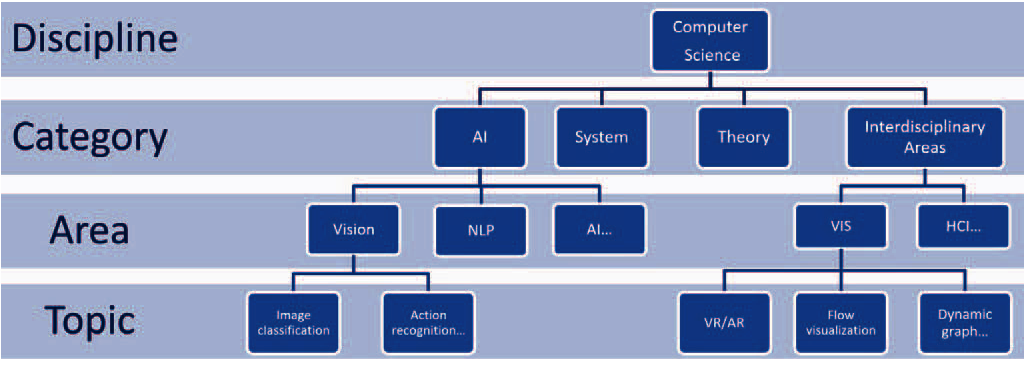 Discipline
Computer
Science
Category
AI
System
Theory
Interdisciplinary
Areas
Area
Vision
NLP
AI...
VIS
HCI...
Topic
Image
classification
Action
recognition...
VR/AR
Flow
visualization
Dynamic
graph...